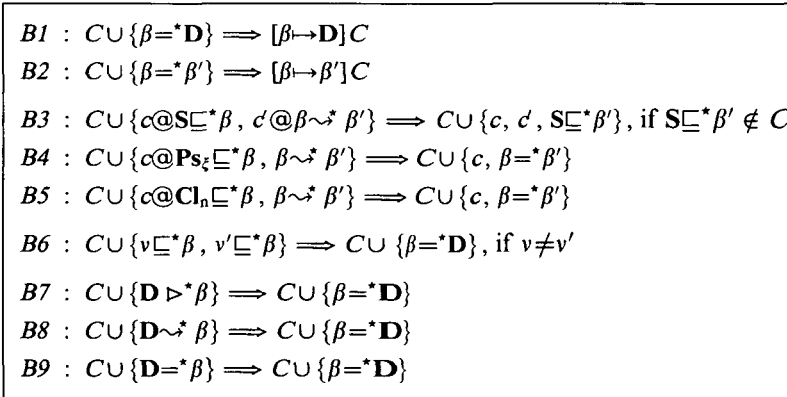 B1 : C∪{β=*D} ⟹ [β↦D]C
B2 : C∪{β=*β′} ⟹ [β↦β′]C
B3 : C∪{c@S⊑*β, c′@β⇝*β′} ⟹ C∪{c, c′, S⊑*β′}, if S⊑*β′ ∉ C
B4 : C∪{c@Ps_ξ⊑*β, β⇝*β′} ⟹ C∪{c, β=*β′}
B5 : C∪{c@Cl_n⊑*β, β⇝*β′} ⟹ C∪{c, β=*β′}
B6 : C∪{ν⊑*β, ν′⊑*β} ⟹ C∪{β=*D}, if ν≠ν′
B7 : C∪{D ▷*β} ⟹ C∪{β=*D}
B8 : C∪{D⇝*β} ⟹ C∪{β=*D}
B9 : C∪{D=*β} ⟹ C∪{β=*D}